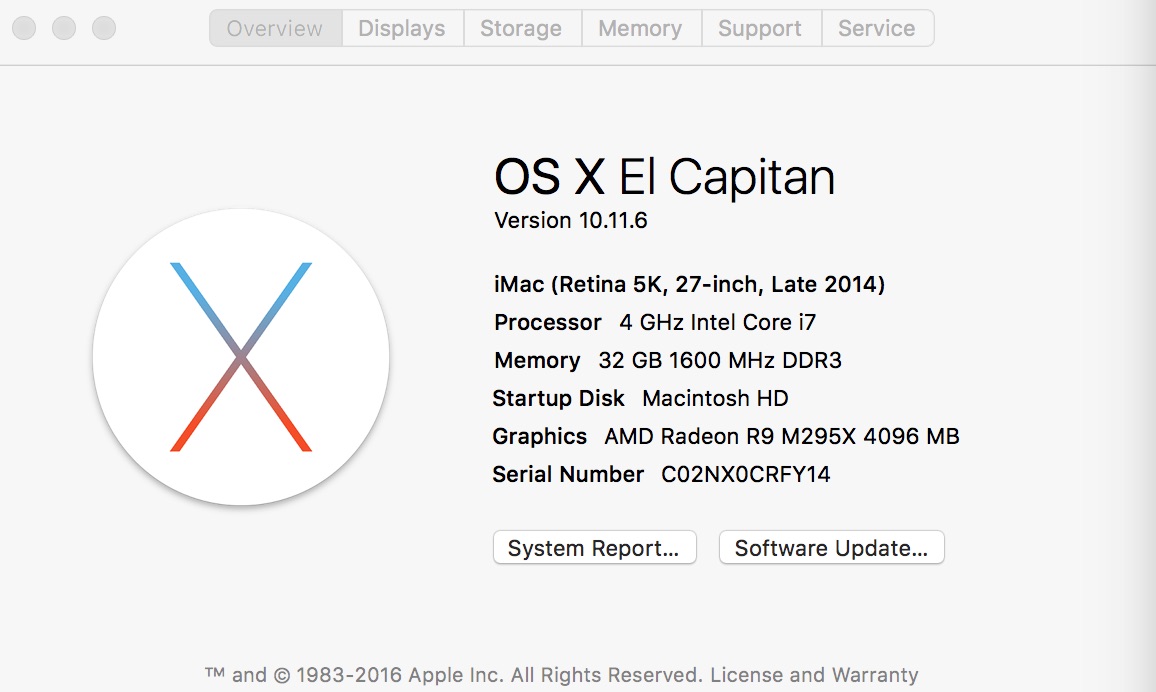 Overview Displays Storage Memory Support Service
OS X El Capitan
Version 10.11.6
iMac (Retina 5K, 27-inch, Late 2014)
Processor 4 GHz Intel Core i7
Memory 32 GB 1600 MHz DDR3
Startup Disk Macintosh HD
Graphics AMD Radeon R9 M295X 4096 MB
Serial Number C02NX0CRFY14
System Report... Software Update...
™ and © 1983-2016 Apple Inc. All Rights Reserved. License and Warranty